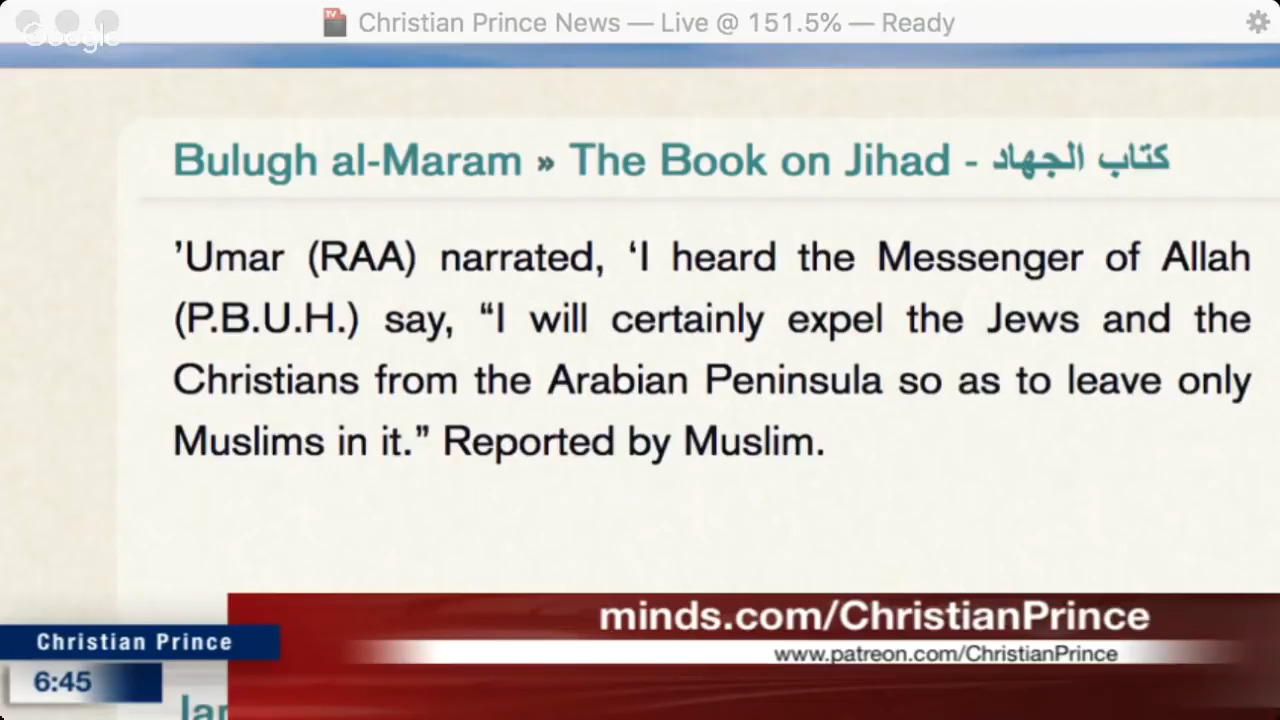 Christian Prince News — Live @ 151.5% — Ready
Google
Bulugh al-Maram » The Book on Jihad - كتاب الجهاد
’Umar (RAA) narrated, ‘I heard the Messenger of Allah
(P.B.U.H.) say, “I will certainly expel the Jews and the
Christians from the Arabian Peninsula so as to leave only
Muslims in it.” Reported by Muslim.
minds.com/ChristianPrince
Christian Prince
www.patreon.com/ChristianPrince
6:45